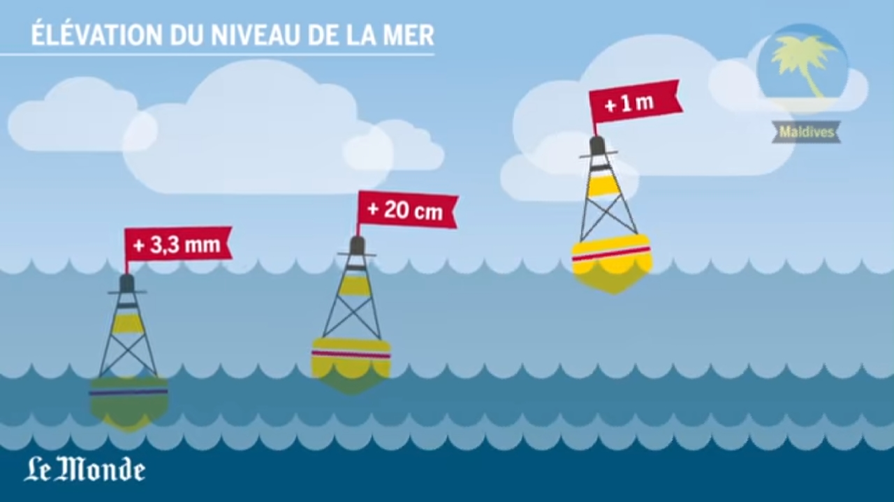 ÉLÉVATION DU NIVEAU DE LA MER
+ 1 m
Maldives
+ 20 cm
+ 3,3 mm
Le Monde